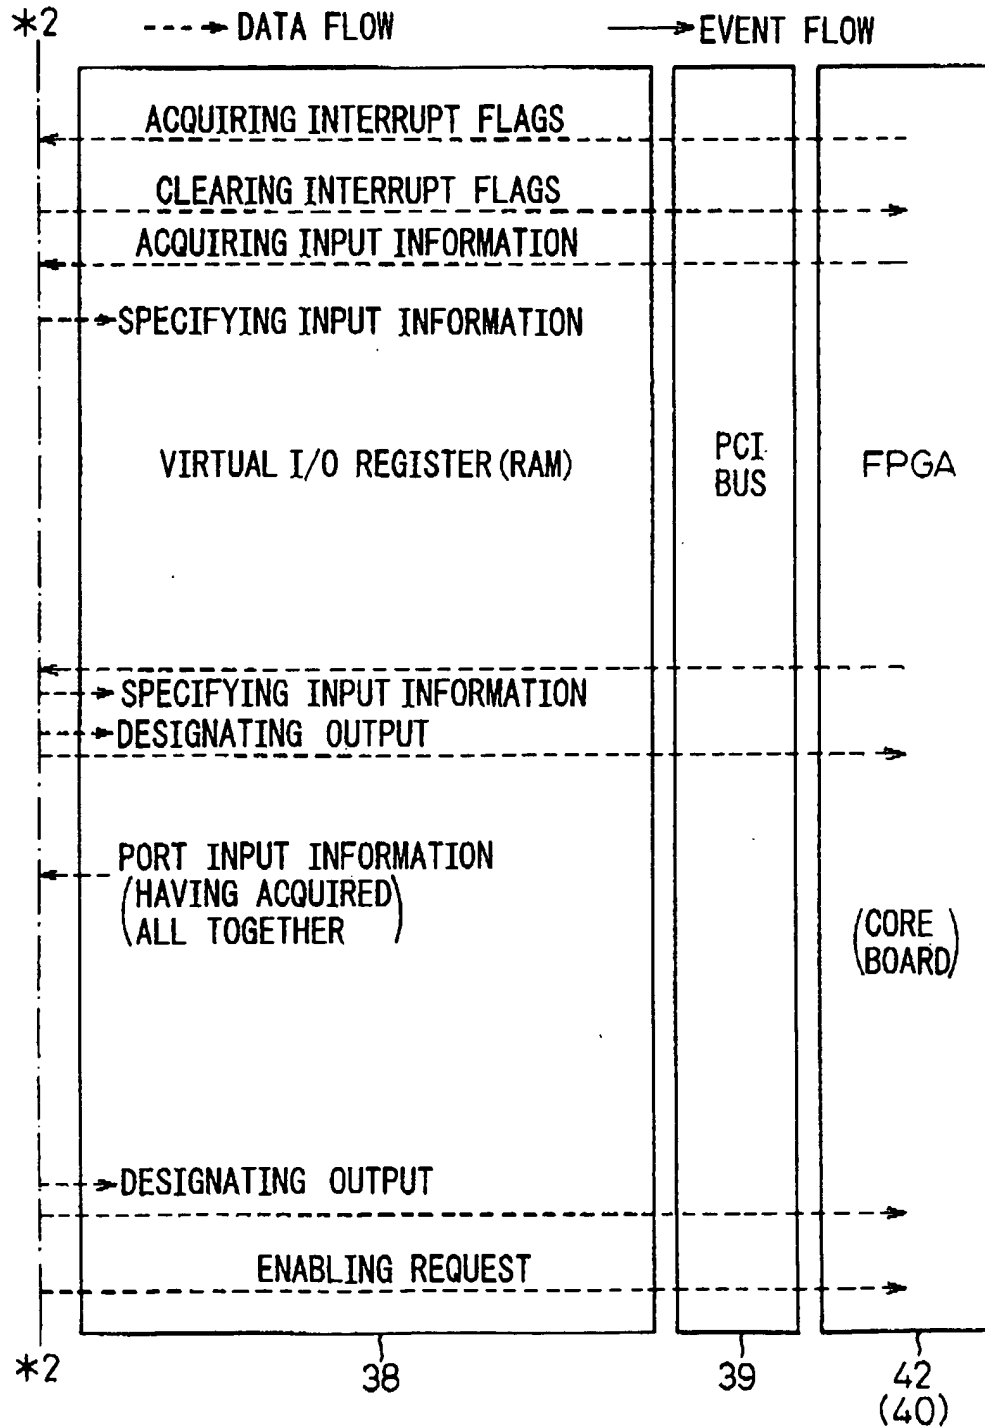 *2 DATA FLOW EVENT FLOW
ACQUIRING INTERRUPT FLAGS
CLEARING INTERRUPT FLAGS
ACQUIRING INPUT INFORMATION
SPECIFYING INPUT INFORMATION
VIRTUAL I/O REGISTER (RAM)
PCI
BUS
FPGA
SPECIFYING INPUT INFORMATION
DESIGNATING OUTPUT
PORT INPUT INFORMATION
(HAVING ACQUIRED
ALL TOGETHER)
(CORE
BOARD)
DESIGNATING OUTPUT
ENABLING REQUEST
*2 38 39 42
(40)